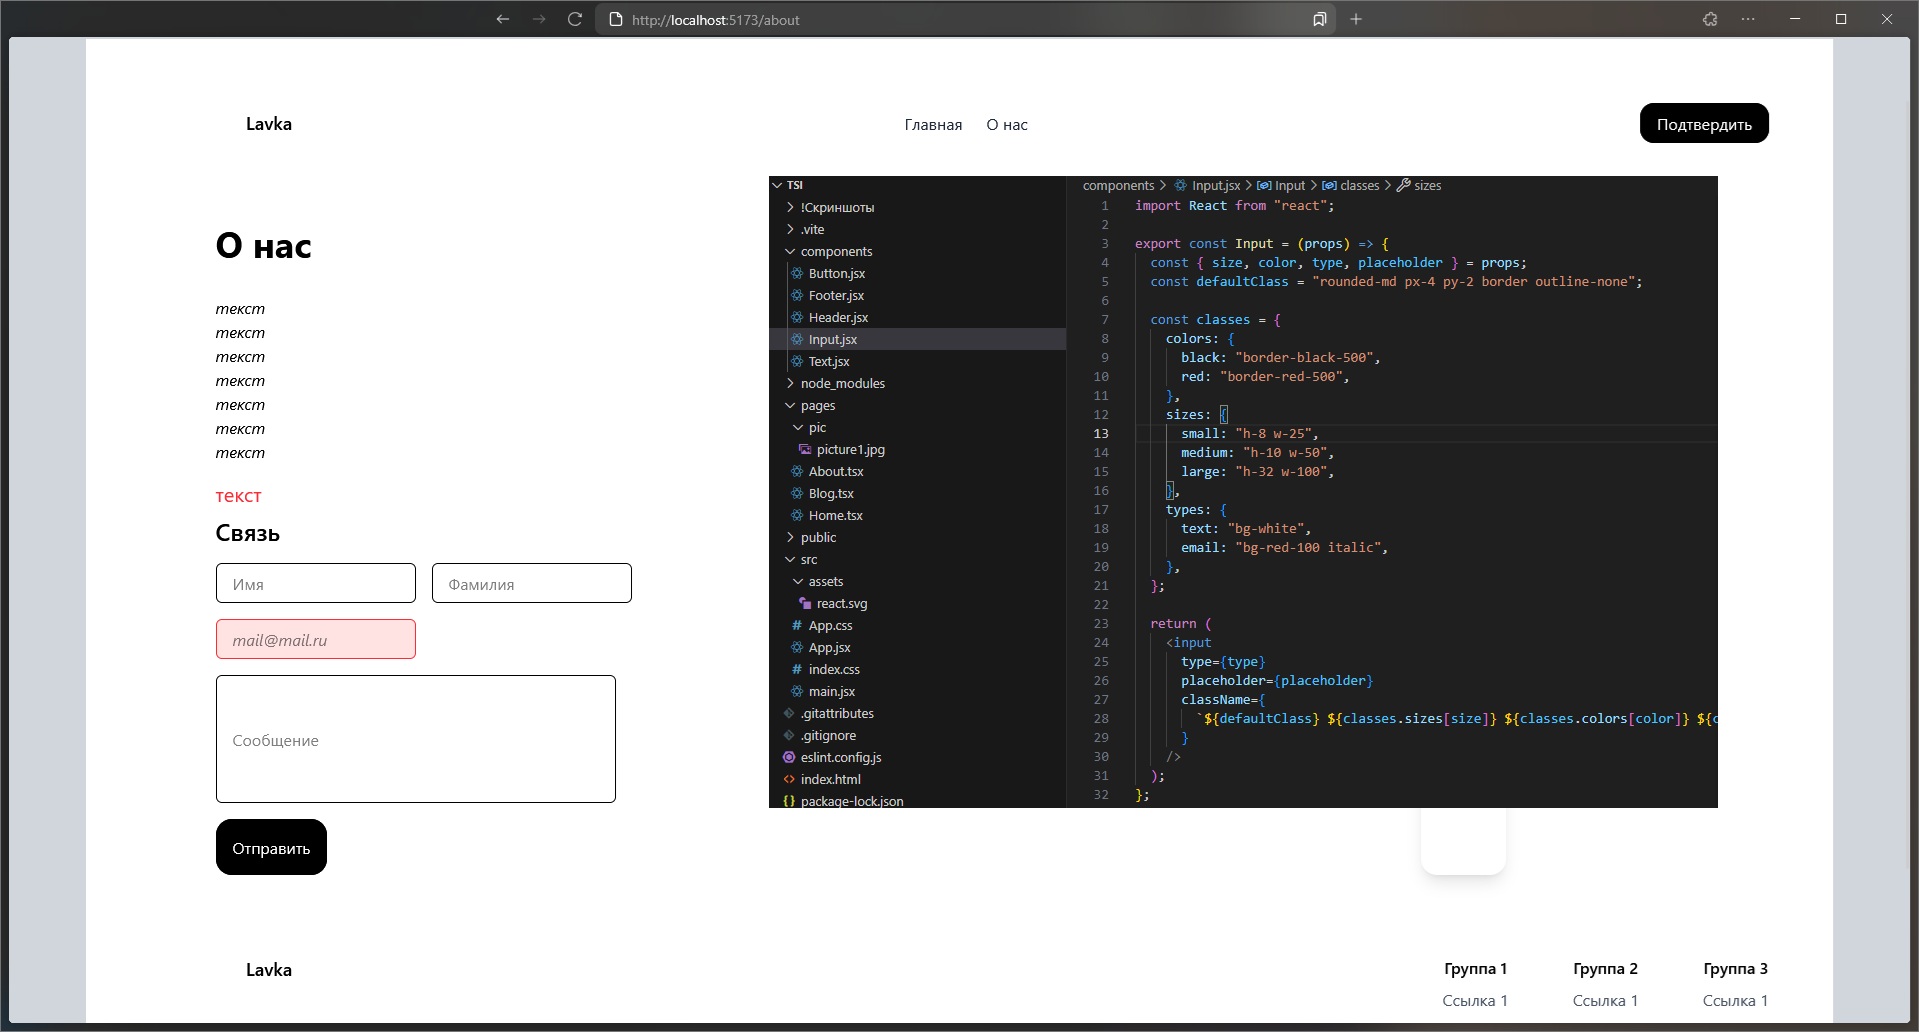 http://localhost:5173/about
Lavka
Главная
О нас
Подтвердить
О нас
текст
текст
текст
текст
текст
текст
текст
текст
Связь
Имя
Фамилия
mail@mail.ru
Сообщение
Отправить
TSI
!Скриншоты
.vite
components
Button.jsx
Footer.jsx
Header.jsx
Input.jsx
Text.jsx
node_modules
pages
pic
picture1.jpg
About.tsx
Blog.tsx
Home.tsx
public
src
assets
react.svg
# App.css
App.jsx
# index.css
main.jsx
.gitattributes
.gitignore
eslint.config.js
<> index.html
{} package-lock.json
components > Input.jsx > Input > classes > sizes
1 import React from "react";
2
3 export const Input = (props) => {
4 const { size, color, type, placeholder } = props;
5 const defaultClass = "rounded-md px-4 py-2 border outline-none";
6
7 const classes = {
8 colors: {
9 black: "border-black-500",
10 red: "border-red-500",
11 },
12 sizes: {
13 small: "h-8 w-25",
14 medium: "h-10 w-50",
15 large: "h-32 w-100",
16 },
17 types: {
18 text: "bg-white",
19 email: "bg-red-100 italic",
20 },
21 };
22
23 return (
24 <input
25 type={type}
26 placeholder={placeholder}
27 className={
28 `${defaultClass} ${classes.sizes[size]} ${classes.colors[color]} ${c
29 }
30 />
31 );
32 };
Lavka
Группа 1
Ссылка 1
Группа 2
Ссылка 1
Группа 3
Ссылка 1